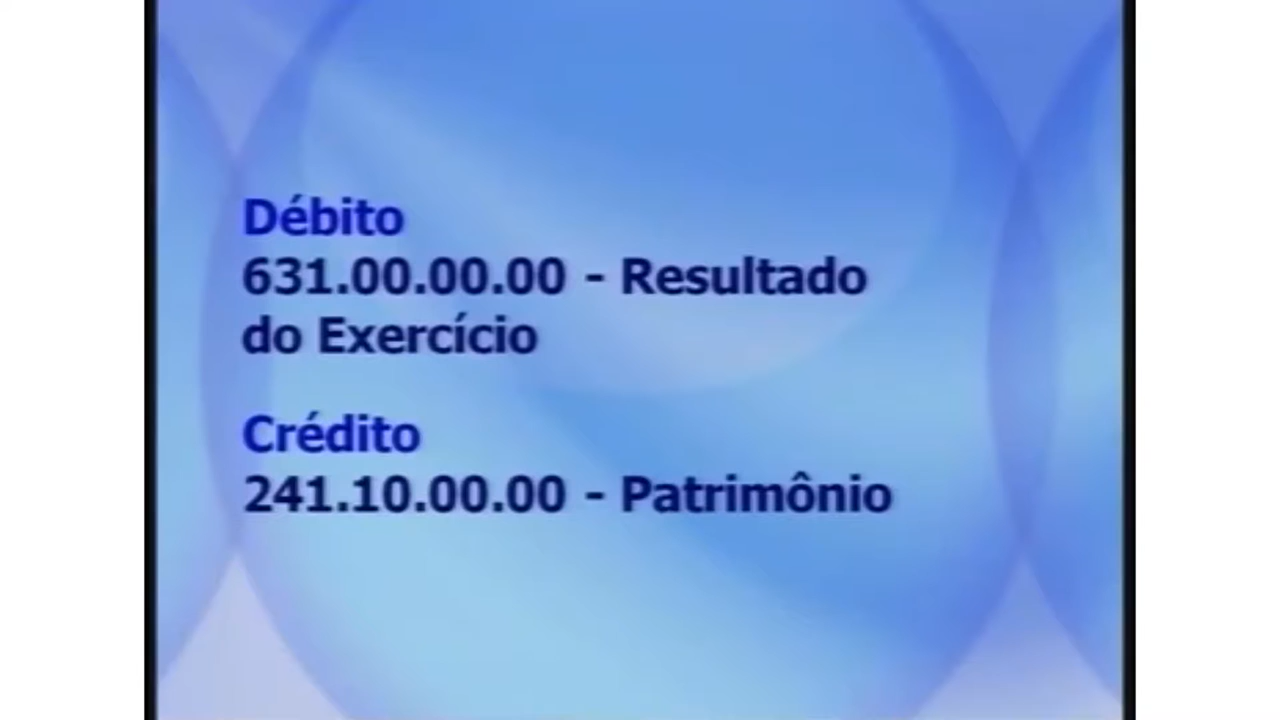 Débito
631.00.00.00 - Resultado
do Exercício
Crédito
241.10.00.00 - Patrimônio